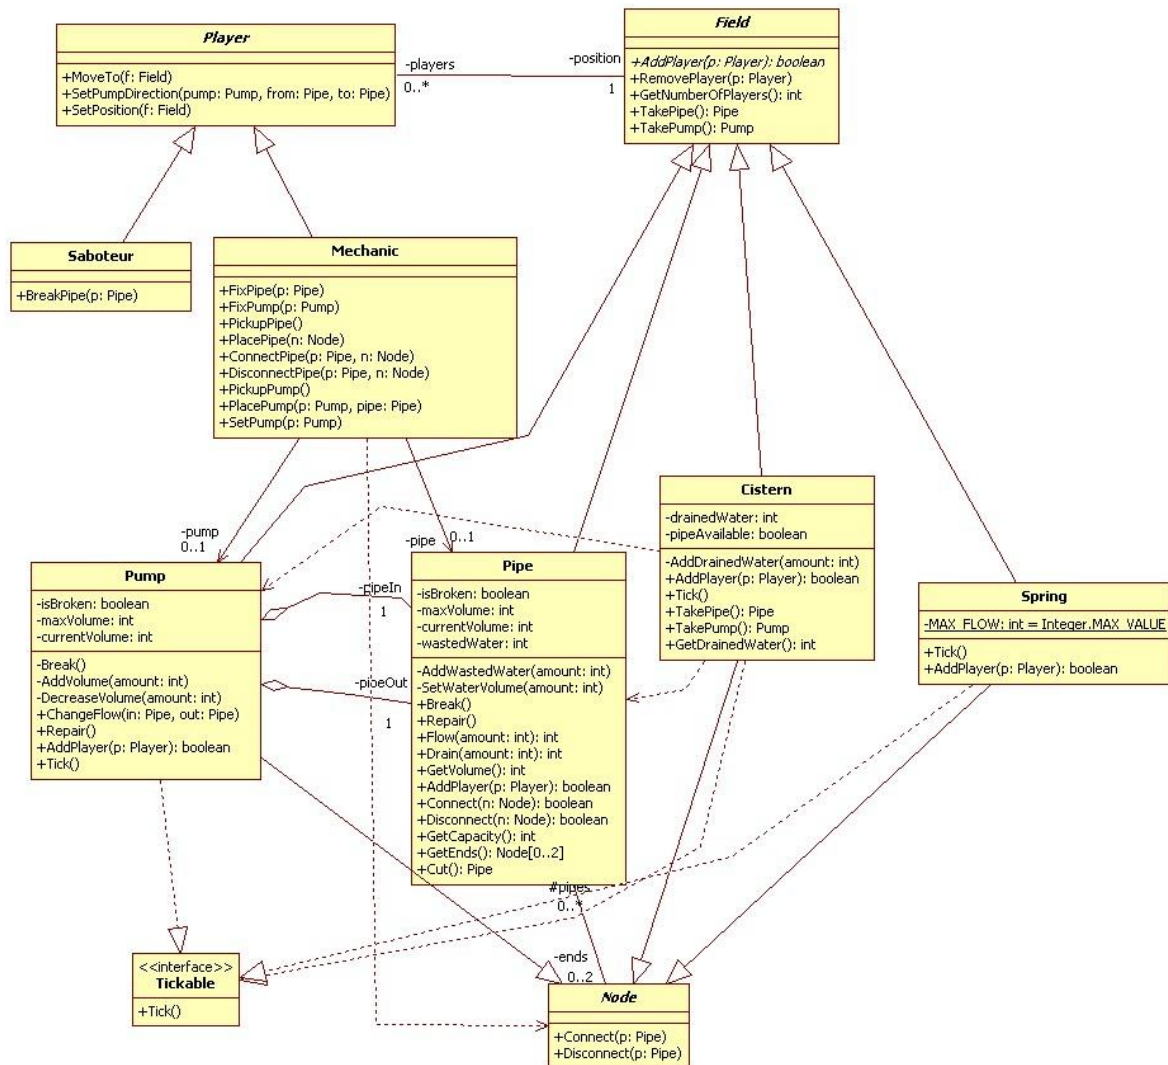 Player
+MoveTo(f: Field)
+SetPumpDirection(pump: Pump, from: Pipe, to: Pipe)
+SetPosition(f: Field)
-players
0..*
-position
1
Field
+AddPlayer(p: Player): boolean
+RemovePlayer(p: Player)
+GetNumberOfPlayers(): int
+TakePipe(): Pipe
+TakePump(): Pump
Saboteur
+BreakPipe(p: Pipe)
Mechanic
+FixPipe(p: Pipe)
+FixPump(p: Pump)
+PickupPipe()
+PlacePipe(n: Node)
+ConnectPipe(p: Pipe, n: Node)
+DisconnectPipe(p: Pipe, n: Node)
+PickupPump()
+PlacePump(p: Pump, pipe: Pipe)
+SetPump(p: Pump)
-pump
0..1
-pipe
0..1
Cistern
-drainedWater: int
-pipeAvailable: boolean
-AddDrainedWater(amount: int)
+AddPlayer(p: Player): boolean
+Tick()
+TakePipe(): Pipe
+TakePump(): Pump
+GetDrainedWater(): int
Pump
-isBroken: boolean
-maxVolume: int
-currentVolume: int
-Break()
-AddVolume(amount: int)
-DecreaseVolume(amount: int)
+ChangeFlow(in: Pipe, out: Pipe)
+Repair()
+AddPlayer(p: Player): boolean
+Tick()
-pipeIn
1
-pipeOut
1
Pipe
-isBroken: boolean
-maxVolume: int
-currentVolume: int
-wastedWater: int
-AddWastedWater(amount: int)
-SetWaterVolume(amount: int)
+Break()
+Repair()
+Flow(amount: int): int
+Drain(amount: int): int
+GetVolume(): int
+AddPlayer(p: Player): boolean
+Connect(n: Node): boolean
+Disconnect(n: Node): boolean
+GetCapacity(): int
+GetEnds(): Node[0..2]
+Cut(): Pipe
Spring
-MAX_FLOW: int = Integer.MAX_VALUE
+Tick()
+AddPlayer(p: Player): boolean
#pipes
0..*
-ends
0..2
<<interface>>
Tickable
+Tick()
Node
+Connect(p: Pipe)
+Disconnect(p: Pipe)